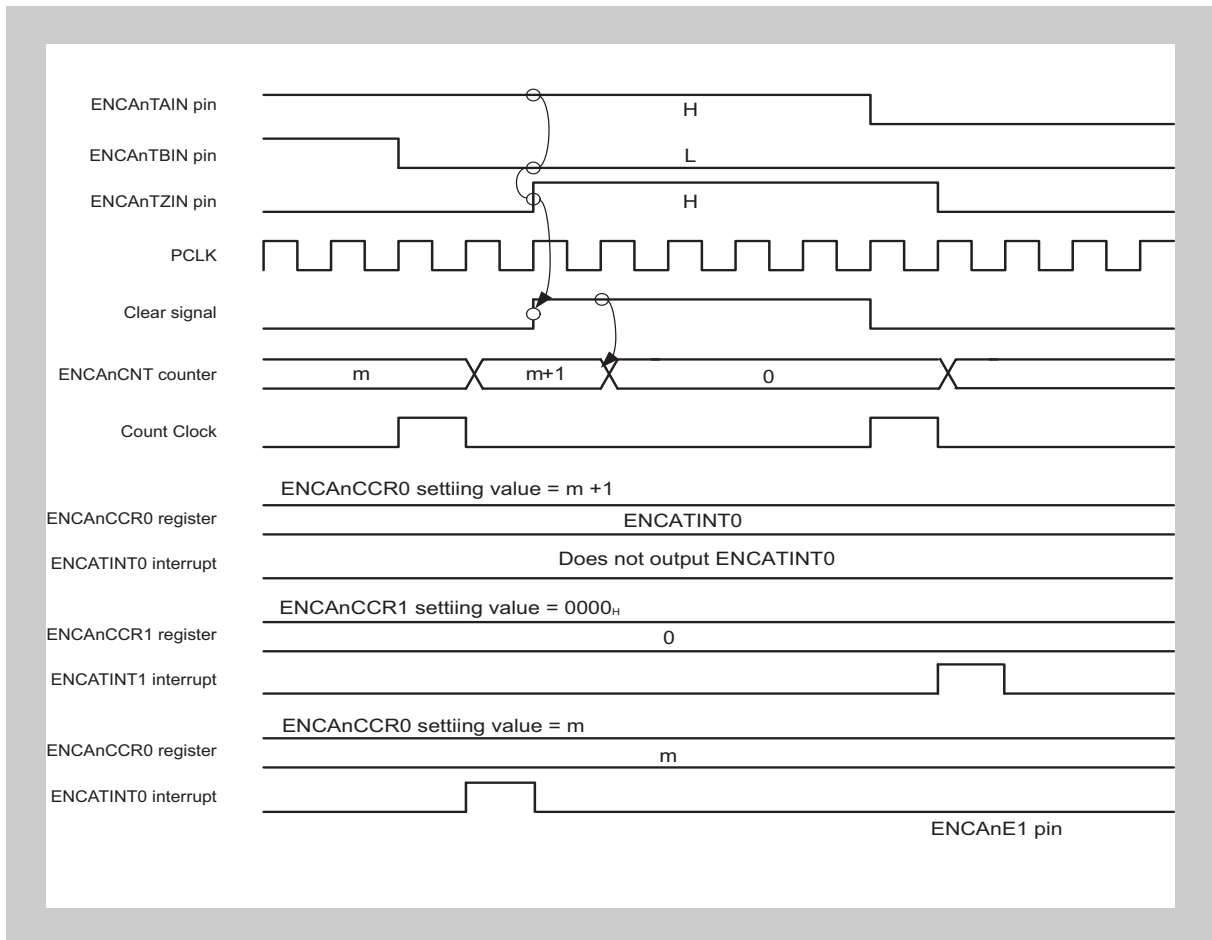 ENCAnTAIN pin
H
ENCAnTBIN pin
L
ENCAnTZIN pin
H
PCLK
Clear signal
ENCAnCNT counter
m
m+1
0
Count Clock
ENCAnCCR0 settiing value = m +1
ENCAnCCR0 register
ENCATINT0
ENCATINT0 interrupt
Does not output ENCATINT0
ENCAnCCR1 settiing value = 0000H
ENCAnCCR1 register
0
ENCATINT1 interrupt
ENCAnCCR0 settiing value = m
ENCAnCCR0 register
m
ENCATINT0 interrupt
ENCAnE1 pin